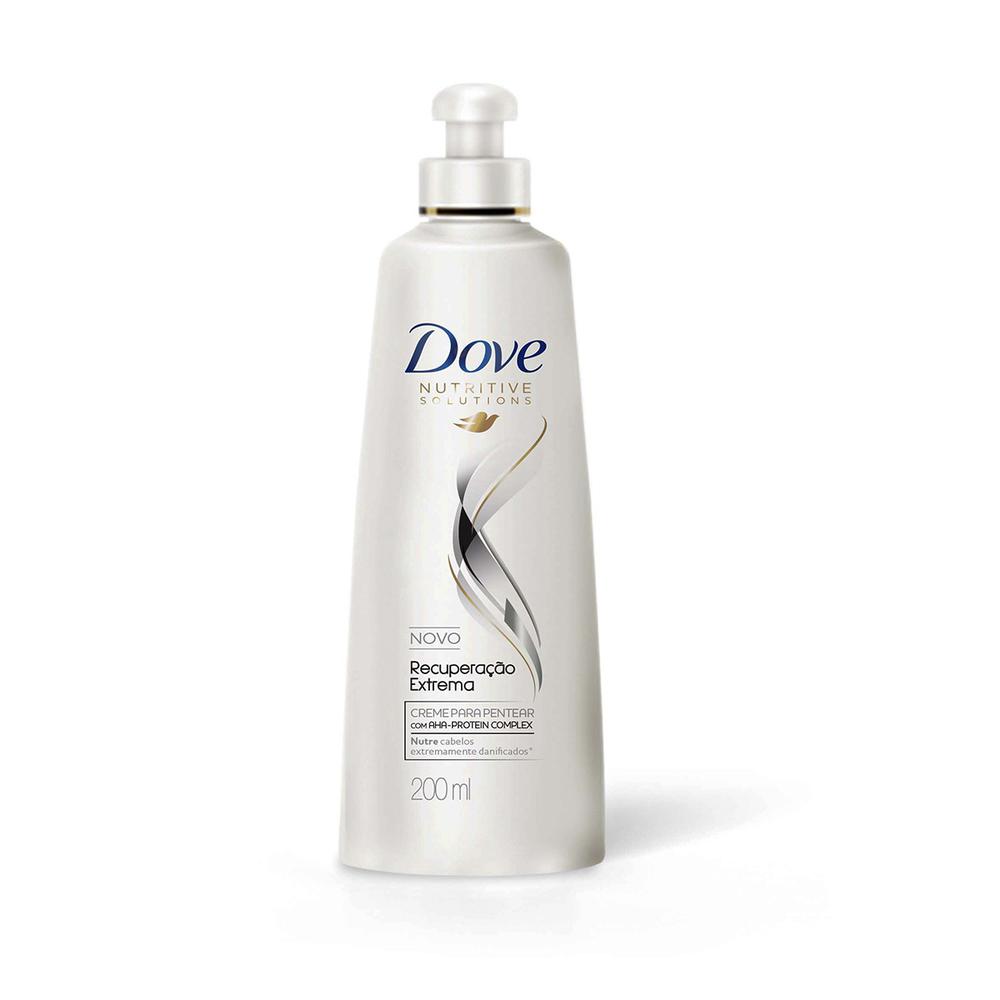 Dove
NUTRITIVE
SOLUTIONS
NOVO
Recuperação
Extrema
CREME PARA PENTEAR
COM AHA-PROTEIN COMPLEX
Nutre cabelos
extremamente danificados*
200 ml